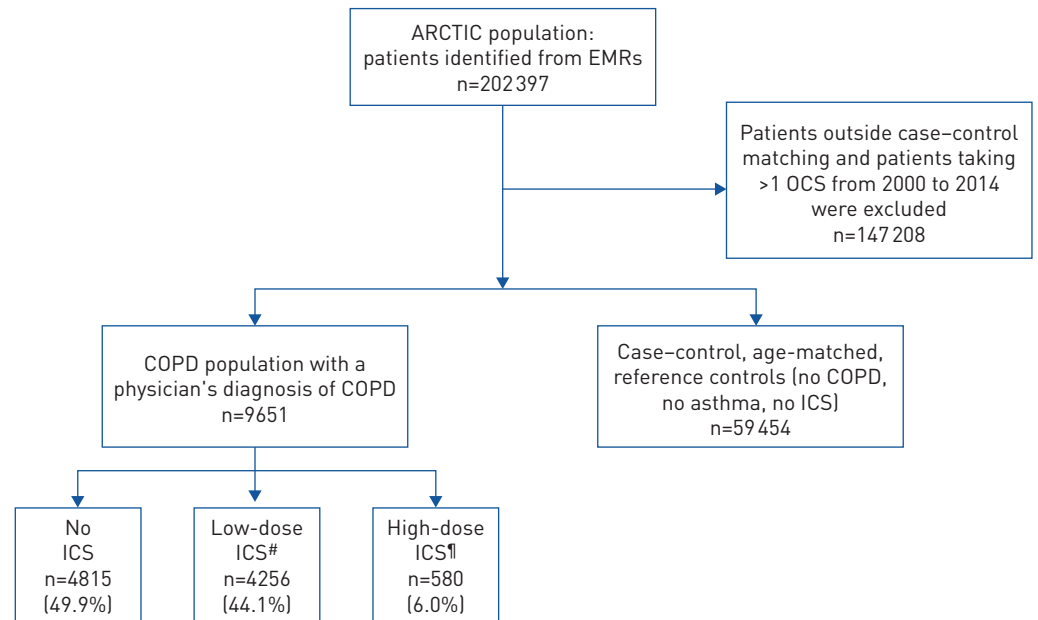 ARCTIC population:
patients identified from EMRs
n=202 397
Patients outside case–control
matching and patients taking
>1 OCS from 2000 to 2014
were excluded
n=147 208
COPD population with a
physician's diagnosis of COPD
n=9651
Case–control, age-matched,
reference controls (no COPD,
no asthma, no ICS)
n=59 454
No
ICS
n=4815
(49.9%)
Low-dose
ICS#
n=4256
(44.1%)
High-dose
ICS¶
n=580
(6.0%)